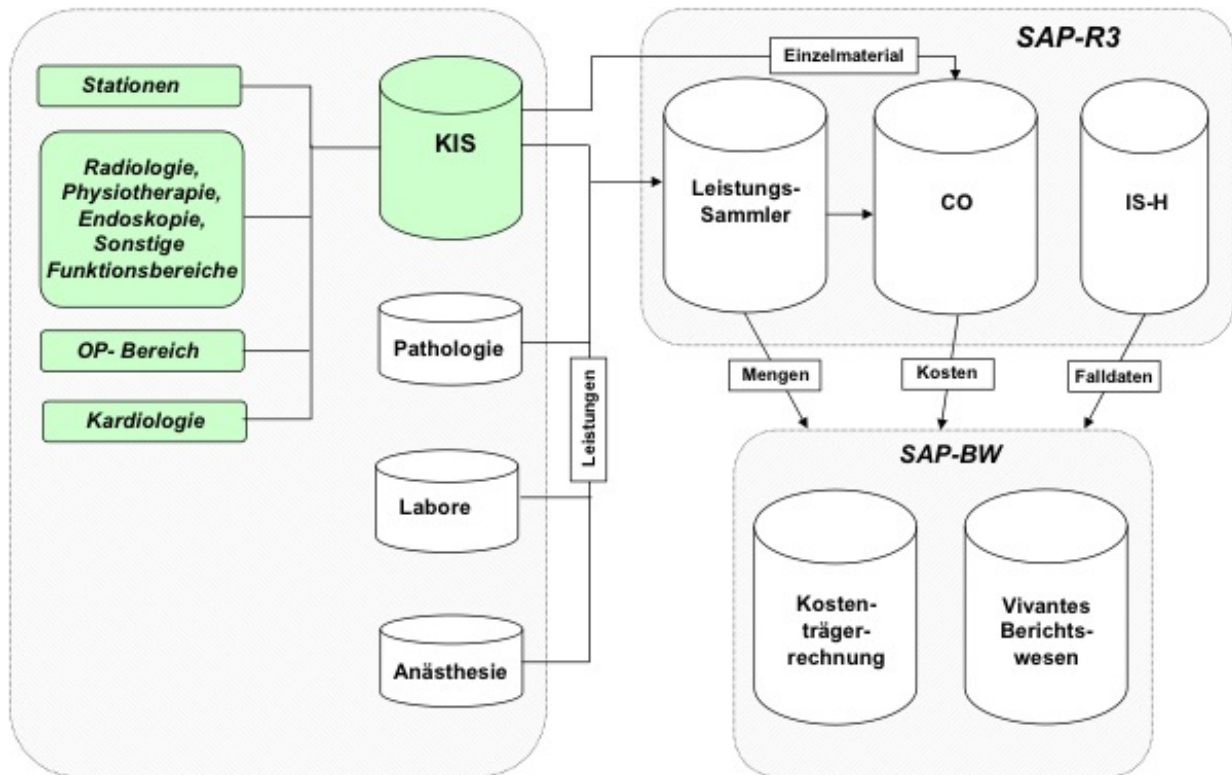 Stationen
Radiologie,
Physiotherapie,
Endoskopie,
Sonstige
Funktionsbereiche
OP- Bereich
Kardiologie
KIS
Pathologie
Labore
Anästhesie
Leistungen
Einzelmaterial
SAP-R3
Leistungs-
Sammler
CO
IS-H
Mengen
Kosten
Falldaten
SAP-BW
Kosten-
träger-
rechnung
Vivantes
Berichts-
wesen